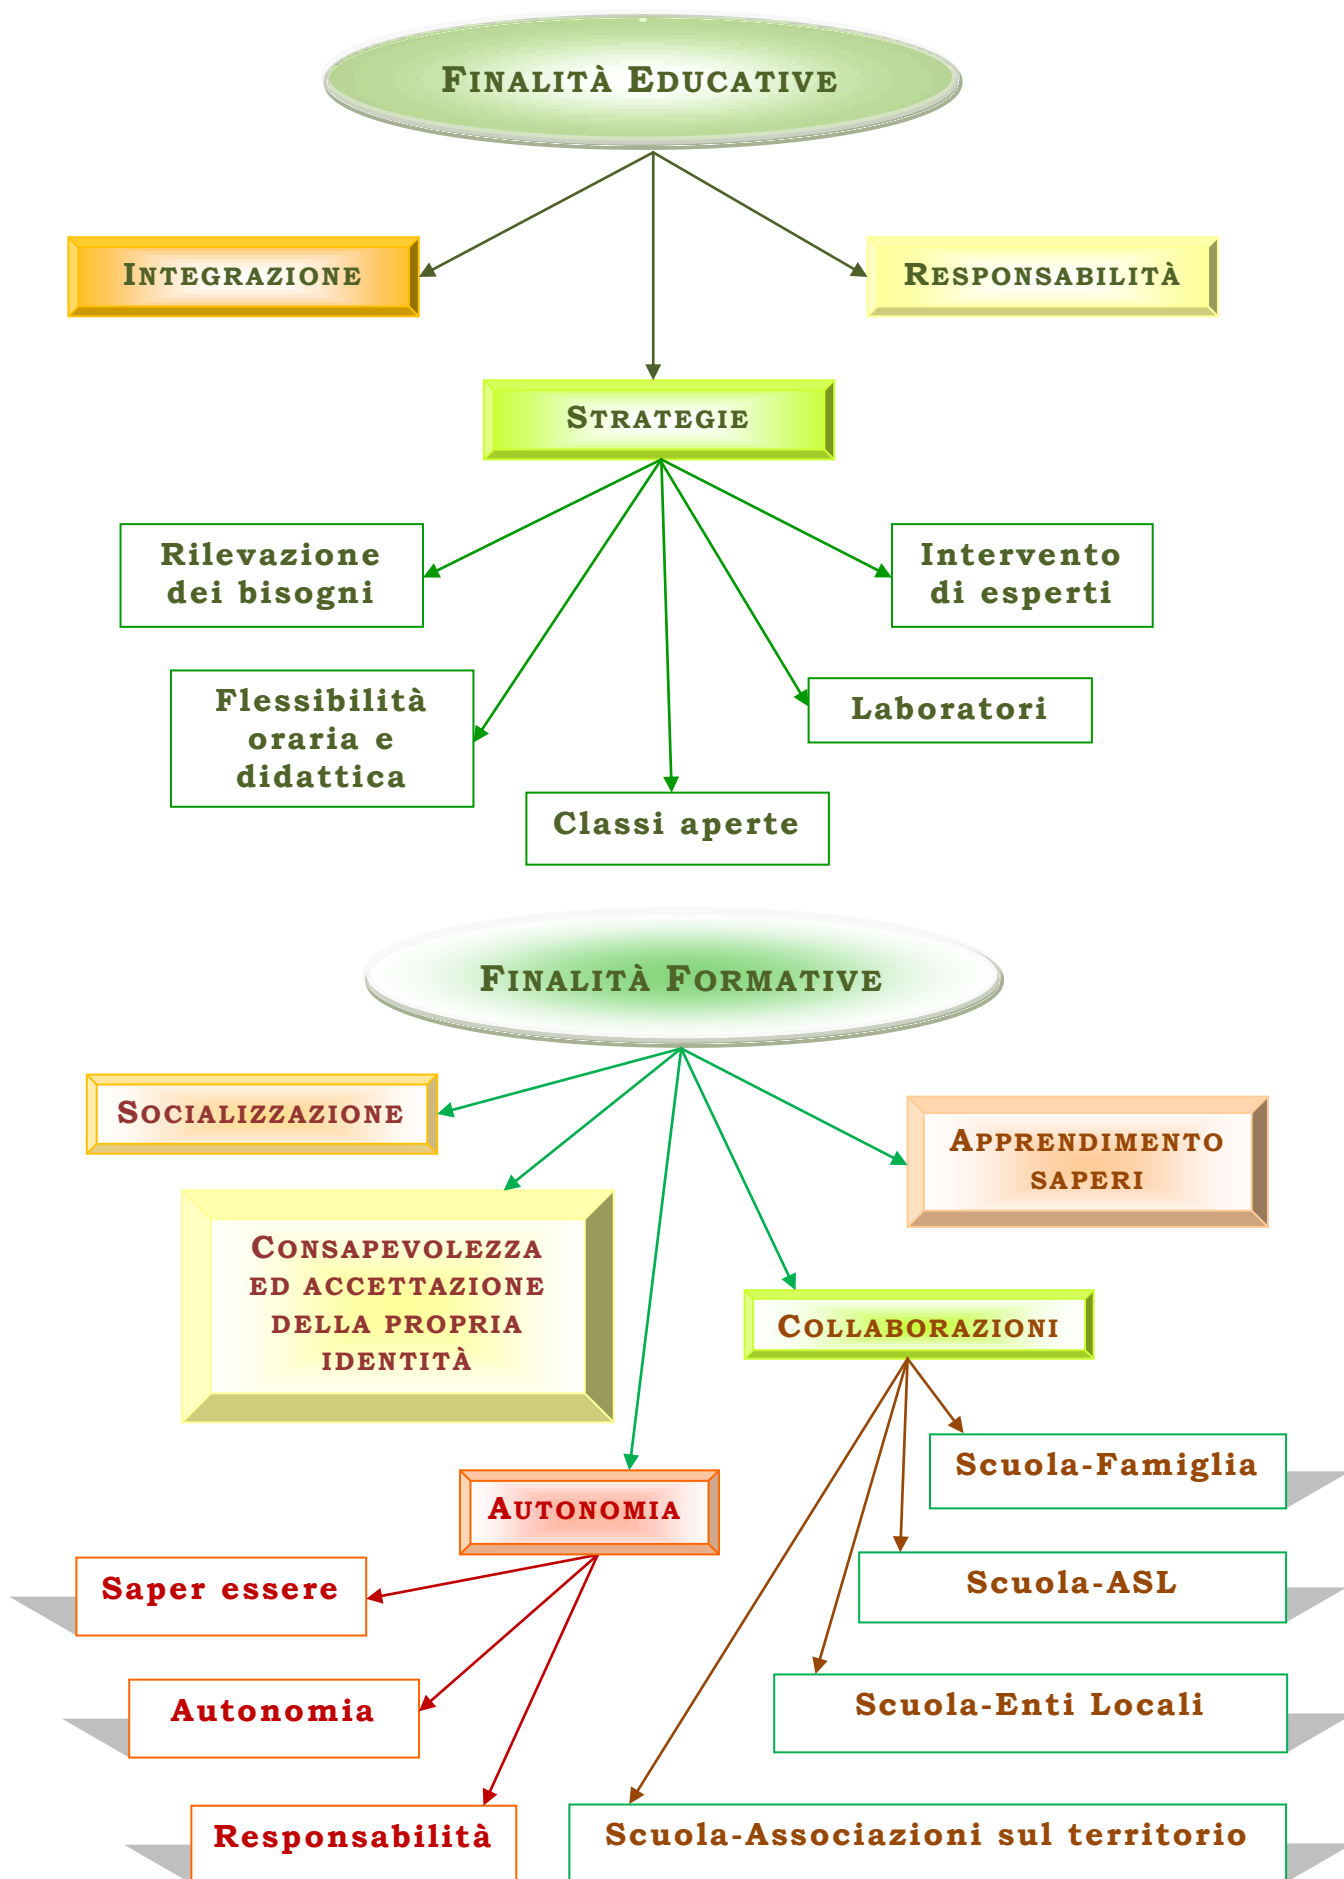 FINALITÀ EDUCATIVE
INTEGRAZIONE
RESPONSABILITÀ
STRATEGIE
Rilevazione
dei bisogni
Intervento
di esperti
Flessibilità
oraria e
didattica
Laboratori
Classi aperte
FINALITÀ FORMATIVE
SOCIALIZZAZIONE
APPRENDIMENTO
SAPERI
CONSAPEVOLEZZA
ED ACCETTAZIONE
DELLA PROPRIA
IDENTITÀ
COLLABORAZIONI
Scuola-Famiglia
AUTONOMIA
Saper essere
Scuola-ASL
Autonomia
Scuola-Enti Locali
Responsabilità
Scuola-Associazioni sul territorio